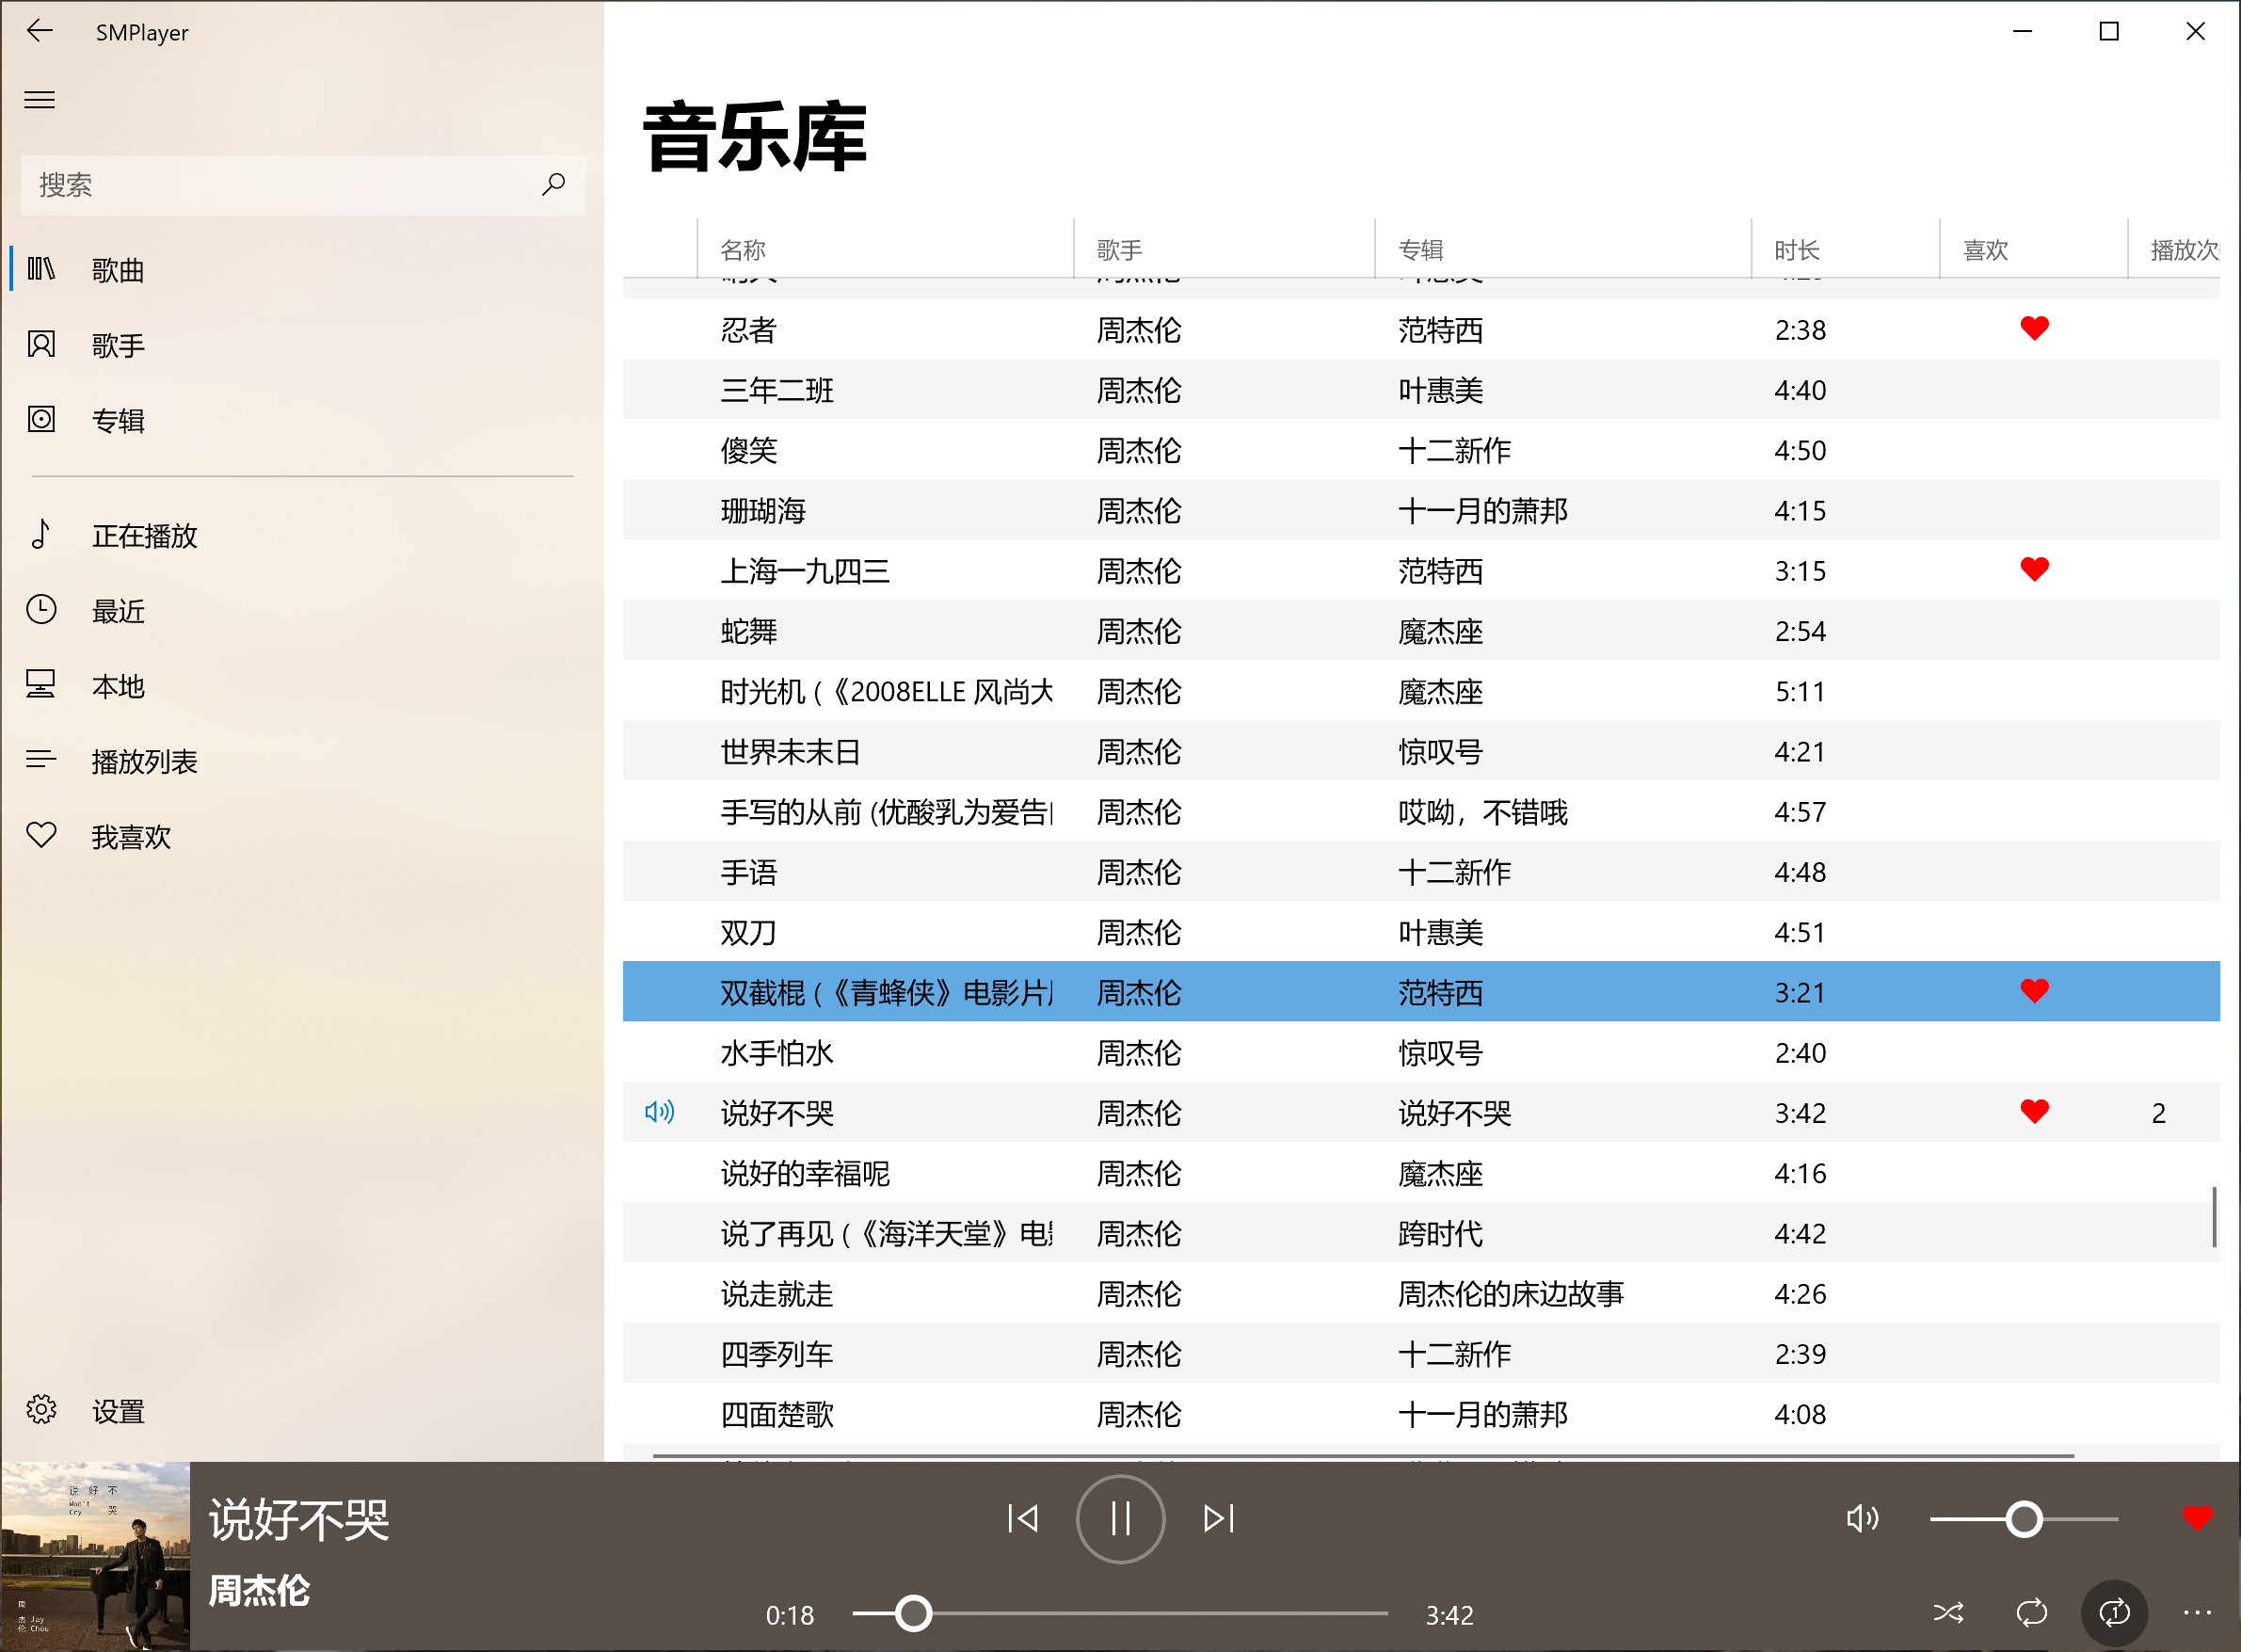 SMPlayer
搜索
歌曲
歌手
专辑
正在播放
最近
本地
播放列表
我喜欢
设置
音乐库
名称 歌手 专辑 时长 喜欢 播放次
忍者 周杰伦 范特西 2:38
三年二班 周杰伦 叶惠美 4:40
傻笑 周杰伦 十二新作 4:50
珊瑚海 周杰伦 十一月的萧邦 4:15
上海一九四三 周杰伦 范特西 3:15
蛇舞 周杰伦 魔杰座 2:54
时光机 (《2008ELLE 风尚大 周杰伦 魔杰座 5:11
世界未末日 周杰伦 惊叹号 4:21
手写的从前 (优酸乳为爱告 周杰伦 哎呦，不错哦 4:57
手语 周杰伦 十二新作 4:48
双刀 周杰伦 叶惠美 4:51
双截棍 (《青蜂侠》电影片 周杰伦 范特西 3:21
水手怕水 周杰伦 惊叹号 2:40
说好不哭 周杰伦 说好不哭 3:42 2
说好的幸福呢 周杰伦 魔杰座 4:16
说了再见 (《海洋天堂》电 周杰伦 跨时代 4:42
说走就走 周杰伦 周杰伦的床边故事 4:26
四季列车 周杰伦 十二新作 2:39
四面楚歌 周杰伦 十一月的萧邦 4:08
说好不
Won't
Cry 哭
周
杰 Jay
伦 Chou
说好不哭
周杰伦
0:18 3:42